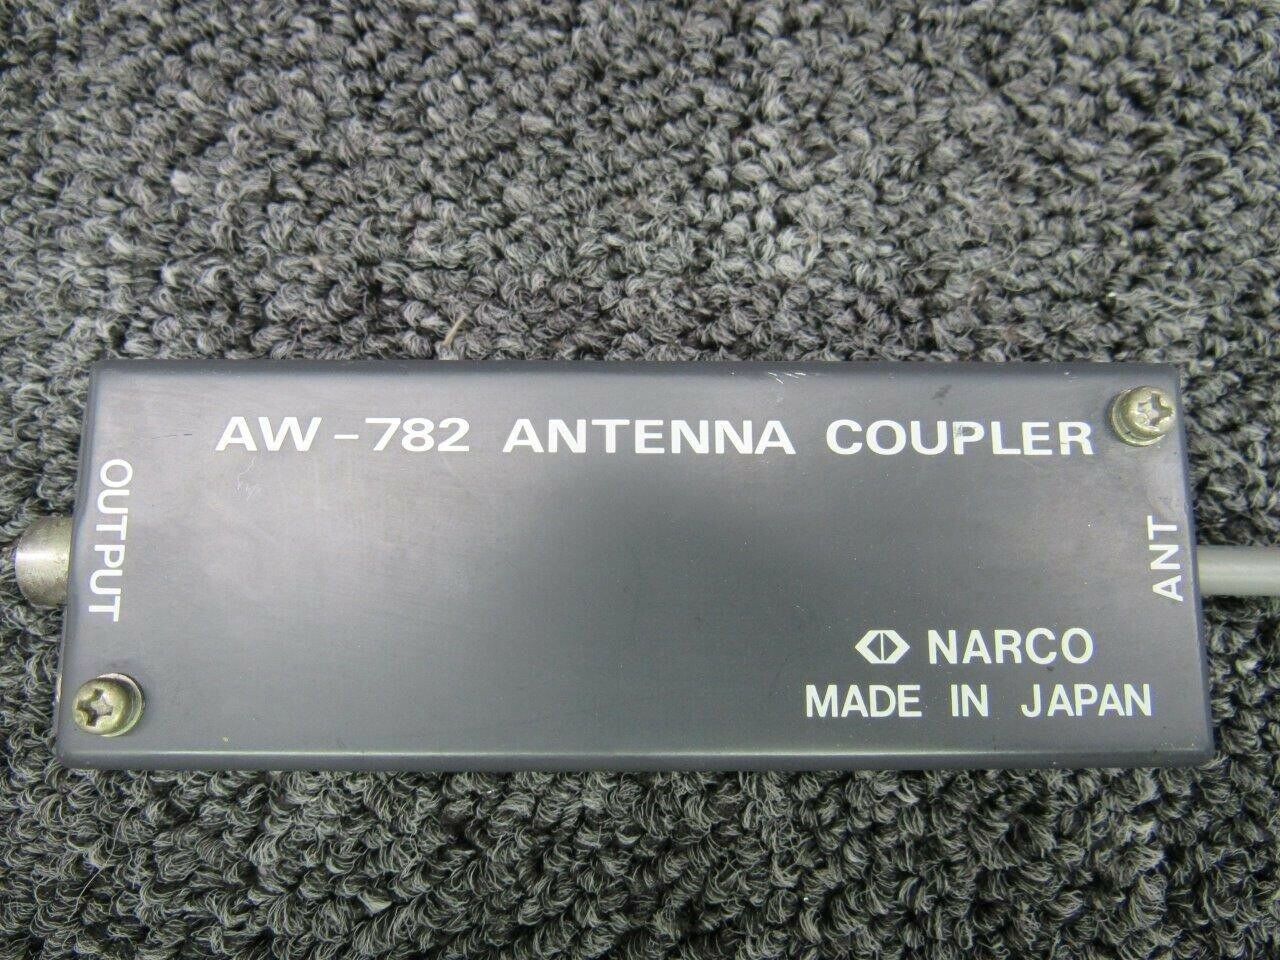 AW-782 ANTENNA COUPLER
OUTPUT
ANT
NARCO
MADE IN JAPAN